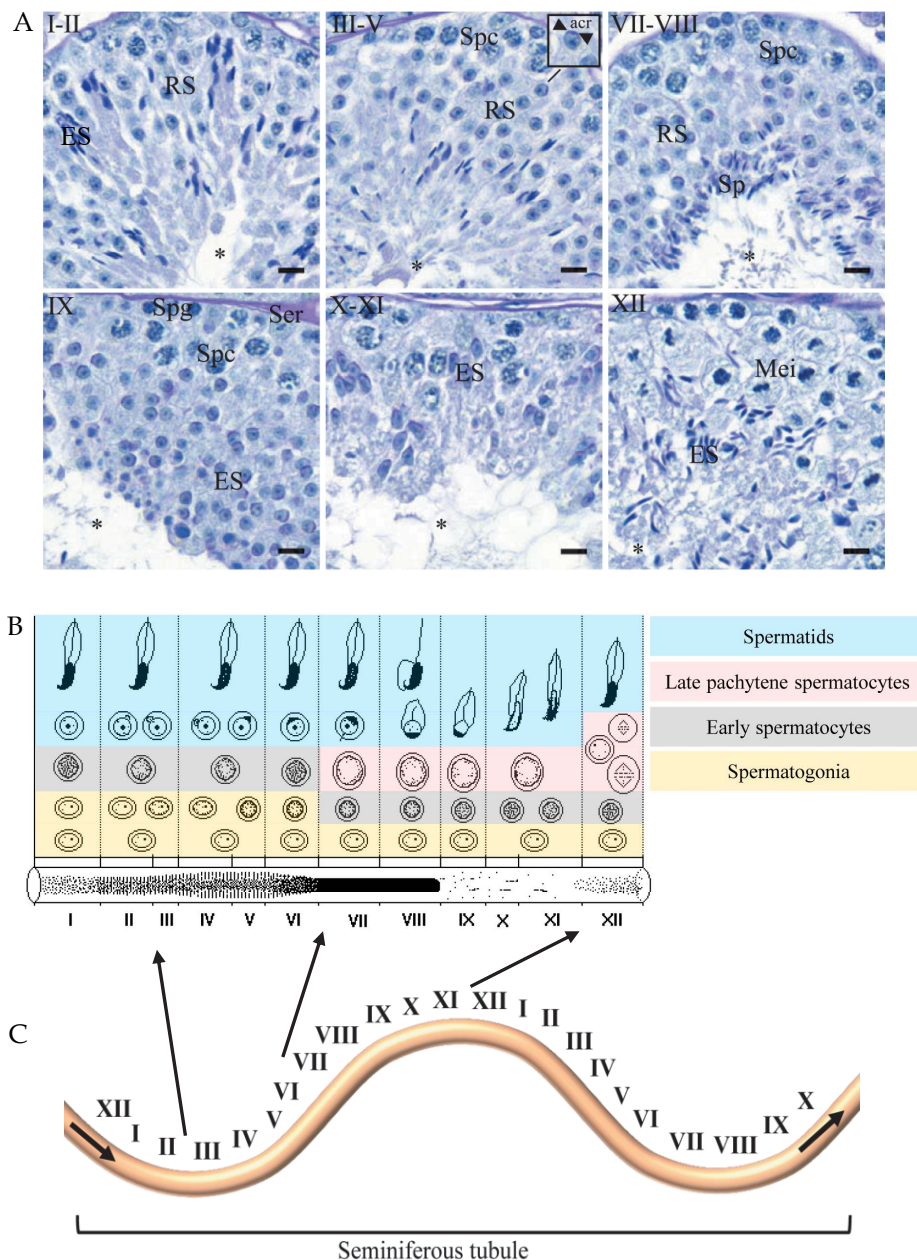 A
I-II
III-V
VII-VIII
acr
Spc
Spc
RS
RS
ES
RS
Sp
*
*
*
IX
Spg
Ser
X-XI
XII
Spc
ES
Mei
ES
ES
*
*
*
B
Spermatids
Late pachytene spermatocytes
Early spermatocytes
Spermatogonia
I II III IV V VI VII VIII IX X XI XII
C
XII I II III IV V VI VII VIII IX X XI XII I II III IV V VI VII VIII IX X
Seminiferous tubule